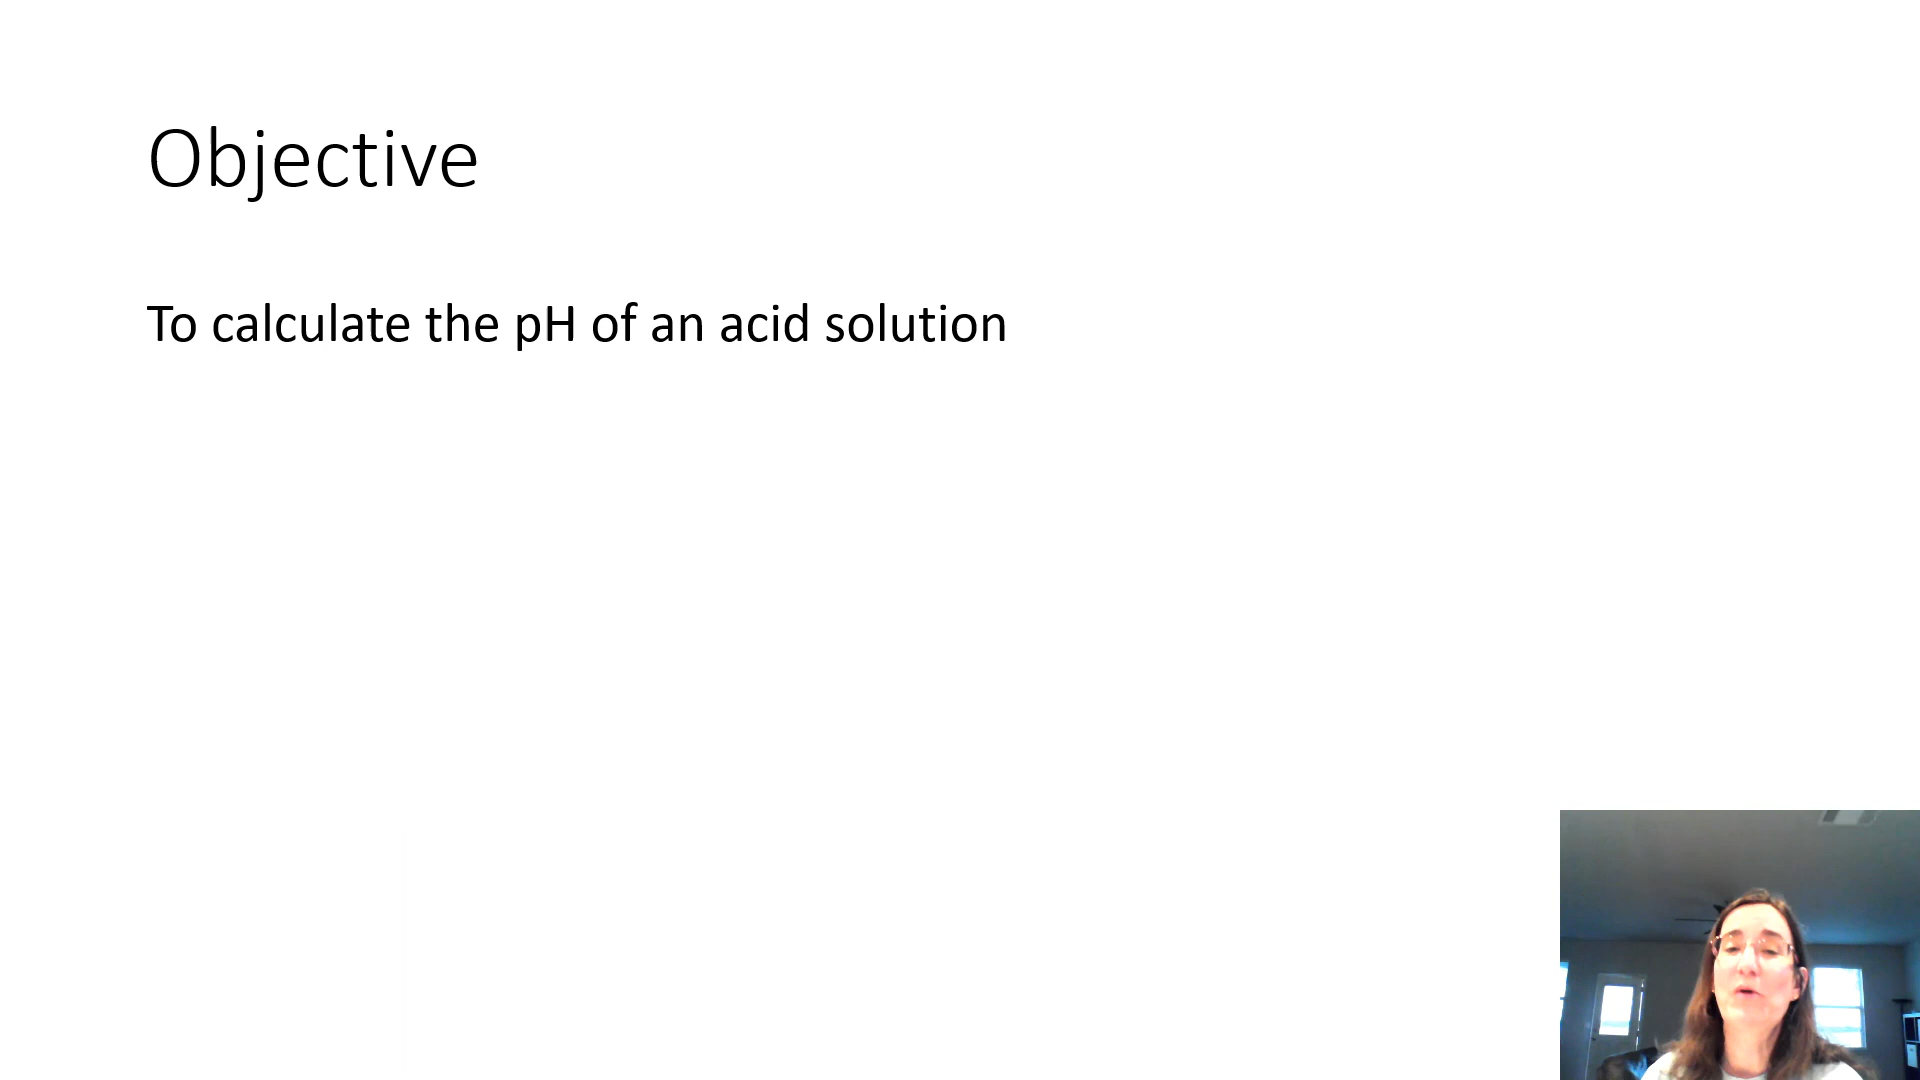 Objective
To calculate the pH of an acid solution